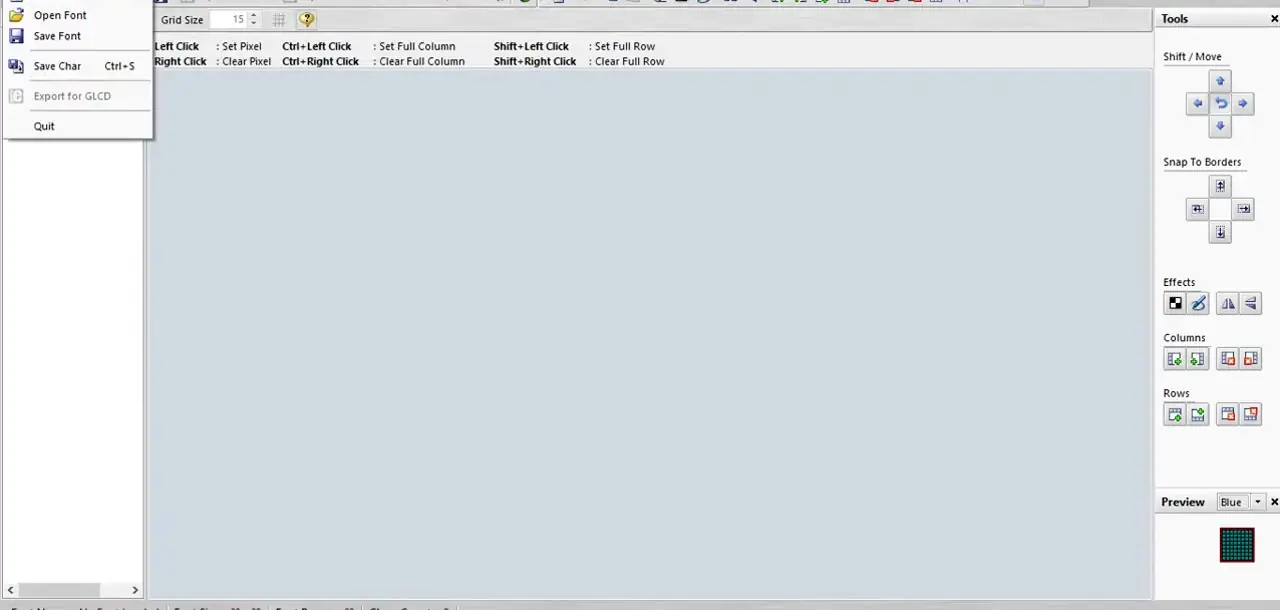 Open Font
Save Font
Save Char Ctrl+S
Export for GLCD
Quit
Grid Size 15
Left Click : Set Pixel Ctrl+Left Click : Set Full Column Shift+Left Click : Set Full Row
Right Click : Clear Pixel Ctrl+Right Click : Clear Full Column Shift+Right Click : Clear Full Row
Tools
Shift / Move
Snap To Borders
Effects
Columns
Rows
Preview Blue